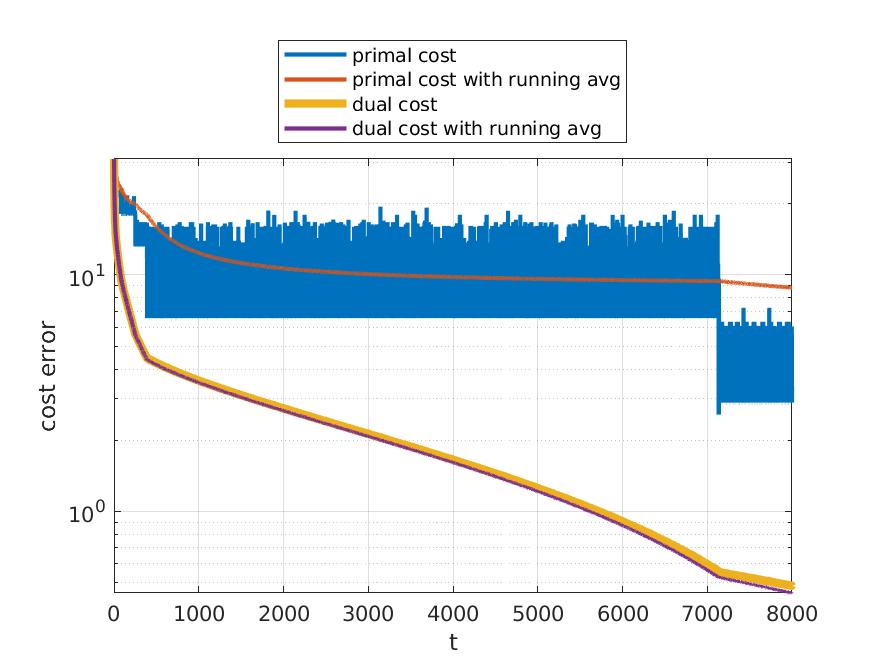 primal cost
primal cost with running avg
dual cost
dual cost with running avg
10^1
10^0
cost error
0 1000 2000 3000 4000 5000 6000 7000 8000
t